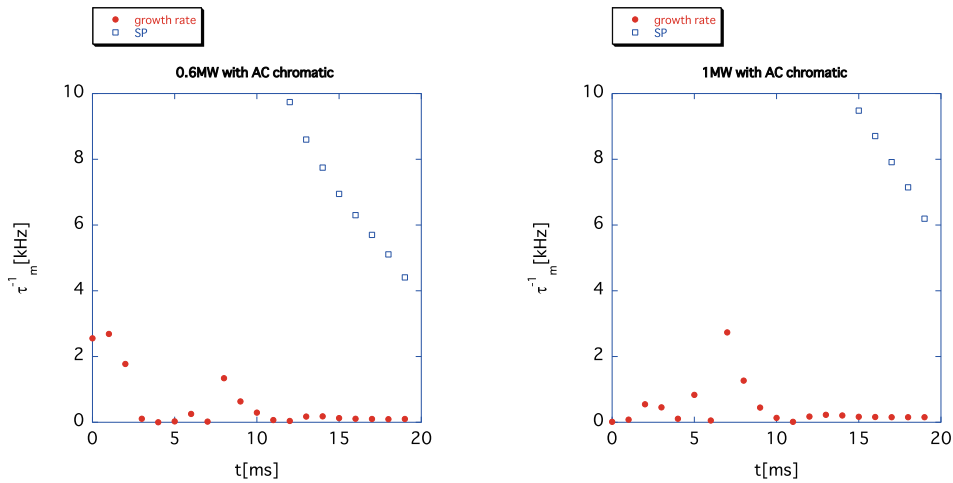 growth rate
SP
0.6MW with AC chromatic
10
8
6
4
2
0
0 5 10 15 20
τ⁻¹ₘ[kHz]
t[ms]
growth rate
SP
1MW with AC chromatic
10
8
6
4
2
0
0 5 10 15 20
τ⁻¹ₘ[kHz]
t[ms]